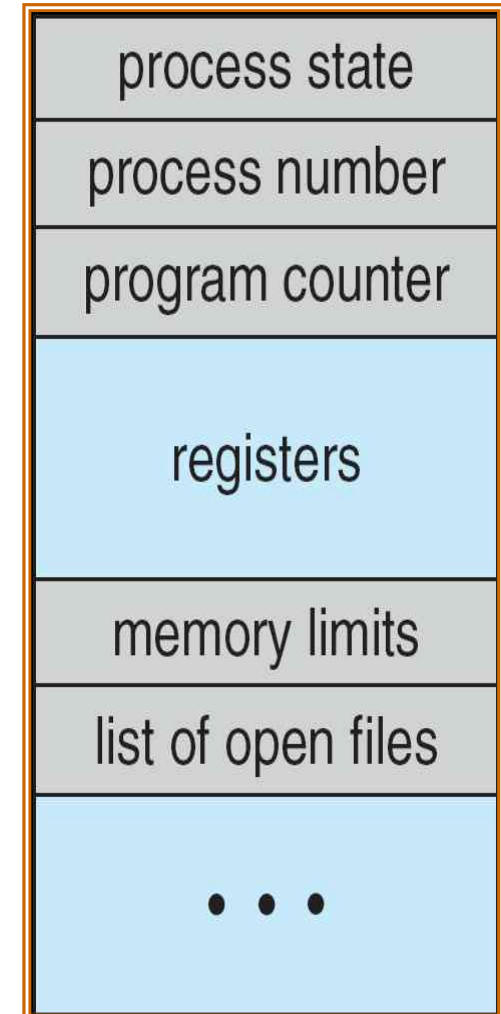 process state
process number
program counter
registers
memory limits
list of open files
• • •